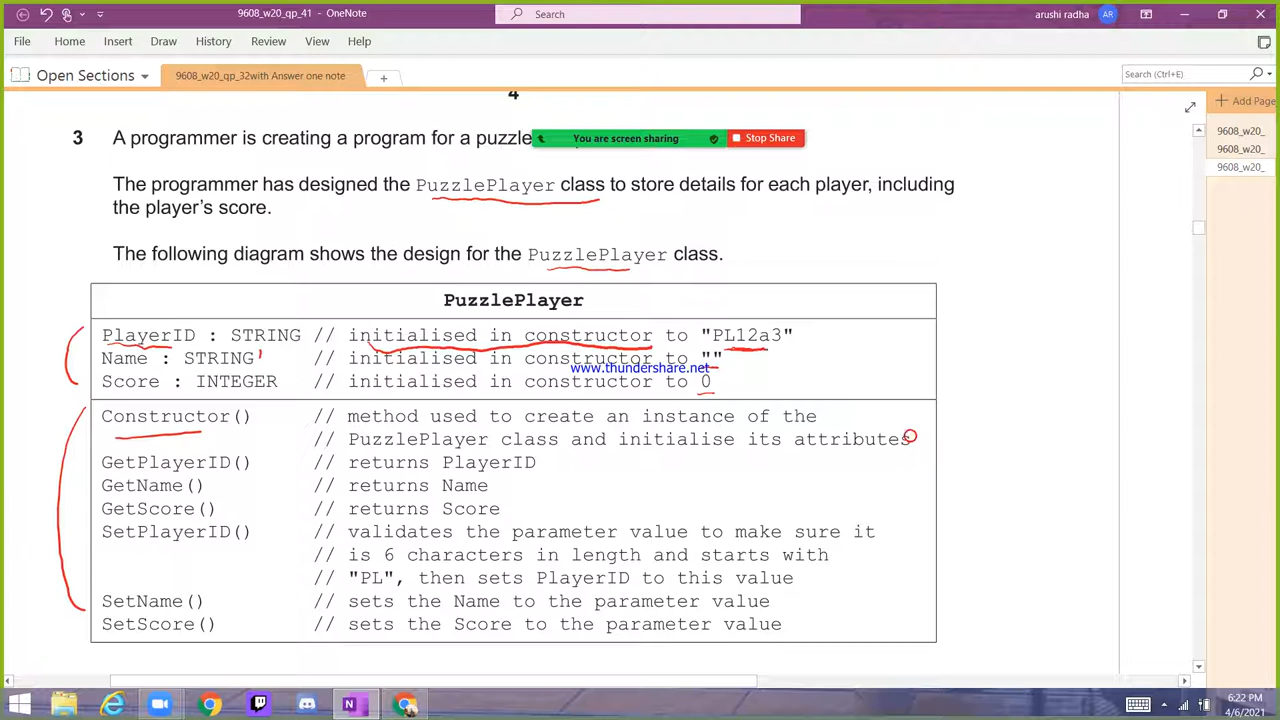 9608_w20_qp_41 - OneNote
Search
arushi radha
AR
File Home Insert Draw History Review View Help
Open Sections
9608_w20_qp_32with Answer one note
+
Search (Ctrl+E)
4
Add Page
9608_w20_
9608_w20_
9608_w20_
3 A programmer is creating a program for a puzzle
You are screen sharing
Stop Share
The programmer has designed the PuzzlePlayer class to store details for each player, including
the player's score.
The following diagram shows the design for the PuzzlePlayer class.
PuzzlePlayer
PlayerID : STRING // initialised in constructor to "PL12a3"
Name : STRING // initialised in constructor to ""
www.thundershare.net
Score : INTEGER // initialised in constructor to 0
Constructor() // method used to create an instance of the
// PuzzlePlayer class and initialise its attributes
GetPlayerID() // returns PlayerID
GetName() // returns Name
GetScore() // returns Score
SetPlayerID() // validates the parameter value to make sure it
// is 6 characters in length and starts with
// "PL", then sets PlayerID to this value
SetName() // sets the Name to the parameter value
SetScore() // sets the Score to the parameter value
6:22 PM
4/6/2021